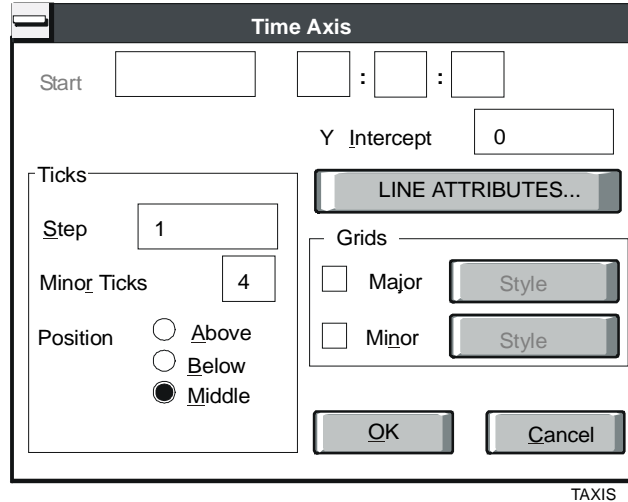 Time Axis
Start : :
Y Intercept 0
Ticks
LINE ATTRIBUTES...
Step 1
Grids
Minor Ticks 4
Major Style
Position Above
Minor Style
Below
Middle
OK Cancel
TAXIS